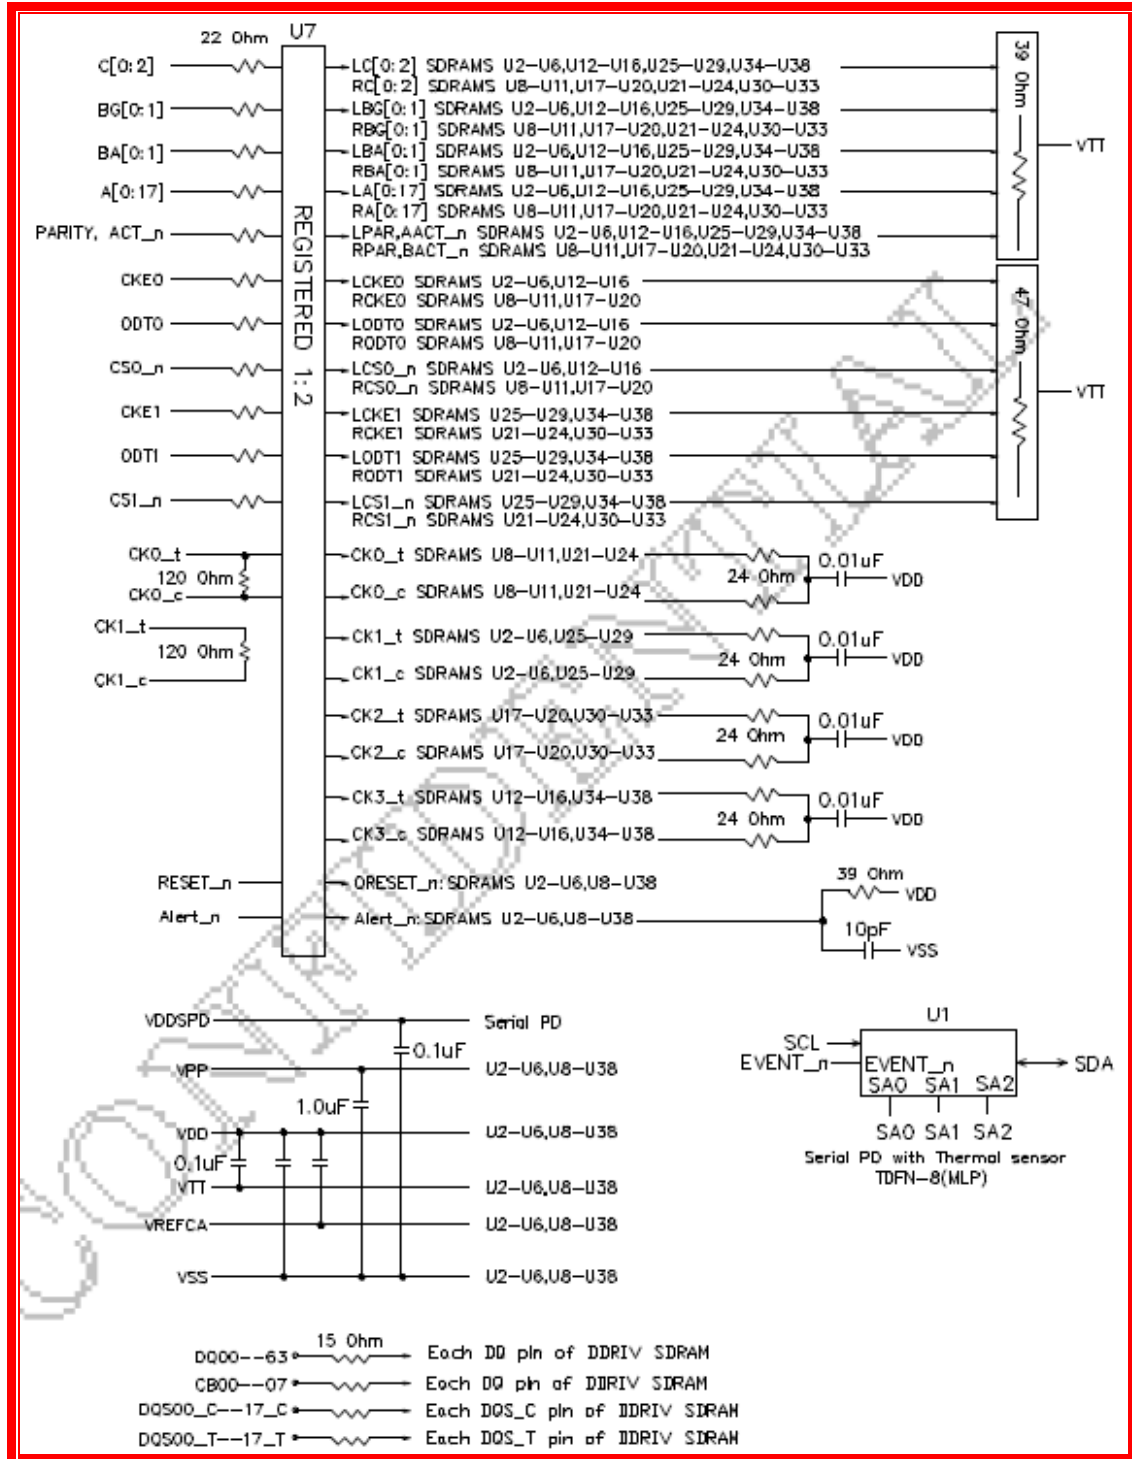 22 Ohm
U7
C[0:2]
LC[0:2] SDRAMS U2-U6,U12-U16,U25-U29,U34-U38
RC[0:2] SDRAMS U8-U11,U17-U20,U21-U24,U30-U33
BG[0:1]
LBG[0:1] SDRAMS U2-U6,U12-U16,U25-U29,U34-U38
RBG[0:1] SDRAMS U8-U11,U17-U20,U21-U24,U30-U33
BA[0:1]
LBA[0:1] SDRAMS U2-U6,U12-U16,U25-U29,U34-U38
RBA[0:1] SDRAMS U8-U11,U17-U20,U21-U24,U30-U33
A[0:17]
LA[0:17] SDRAMS U2-U6,U12-U16,U25-U29,U34-U38
RA[0:17] SDRAMS U8-U11,U17-U20,U21-U24,U30-U33
PARITY, ACT_n
LPAR,AACT_n SDRAMS U2-U6,U12-U16,U25-U29,U34-U38
RPAR,BACT_n SDRAMS U8-U11,U17-U20,U21-U24,U30-U33
39 Ohm
VTT
REGISTERED 1:2
CKE0
LCKE0 SDRAMS U2-U6,U12-U16
RCKE0 SDRAMS U8-U11,U17-U20
ODT0
LODT0 SDRAMS U2-U6,U12-U16
RODT0 SDRAMS U8-U11,U17-U20
CS0_n
LCS0_n SDRAMS U2-U6,U12-U16
RCS0_n SDRAMS U8-U11,U17-U20
CKE1
LCKE1 SDRAMS U25-U29,U34-U38
RCKE1 SDRAMS U21-U24,U30-U33
ODT1
LODT1 SDRAMS U25-U29,U34-U38
RODT1 SDRAMS U21-U24,U30-U33
CS1_n
LCS1_n SDRAMS U25-U29,U34-U38
RCS1_n SDRAMS U21-U24,U30-U33
47 Ohm
VTT
CK0_t
120 Ohm
CK0_c
CK0_t SDRAMS U8-U11,U21-U24
CK0_c SDRAMS U8-U11,U21-U24
24 Ohm
0.01uF
VDD
CK1_t
120 Ohm
CK1_c
CK1_t SDRAMS U2-U6,U25-U29
CK1_c SDRAMS U2-U6,U25-U29
24 Ohm
0.01uF
VDD
CK2_t SDRAMS U17-U20,U30-U33
CK2_c SDRAMS U17-U20,U30-U33
24 Ohm
0.01uF
VDD
CK3_t SDRAMS U12-U16,U34-U38
CK3_c SDRAMS U12-U16,U34-U38
24 Ohm
0.01uF
VDD
RESET_n
QRESET_n:SDRAMS U2-U6,U8-U38
Alert_n
Alert_n:SDRAMS U2-U6,U8-U38
39 Ohm
VDD
10pF
VSS
VDDSPD
Serial PD
0.1uF
VPP
U2-U6,U8-U38
1.0uF
VDD
U2-U6,U8-U38
0.1uF
VTT
U2-U6,U8-U38
VREFCA
U2-U6,U8-U38
VSS
U2-U6,U8-U38
U1
SCL
EVENT_n
EVENT_n
SDA
SA0 SA1 SA2
SA0 SA1 SA2
Serial PD with Thermal sensor
TDFN-8(MLP)
15 Ohm
DQ00--63
Each DQ pin of DDRIV SDRAM
CB00--07
Each DQ pin of DDRIV SDRAM
DQS00_C--17_C
Each DQS_C pin of DDRIV SDRAM
DQS00_T--17_T
Each DQS_T pin of DDRIV SDRAM
CONFIDENTIAL